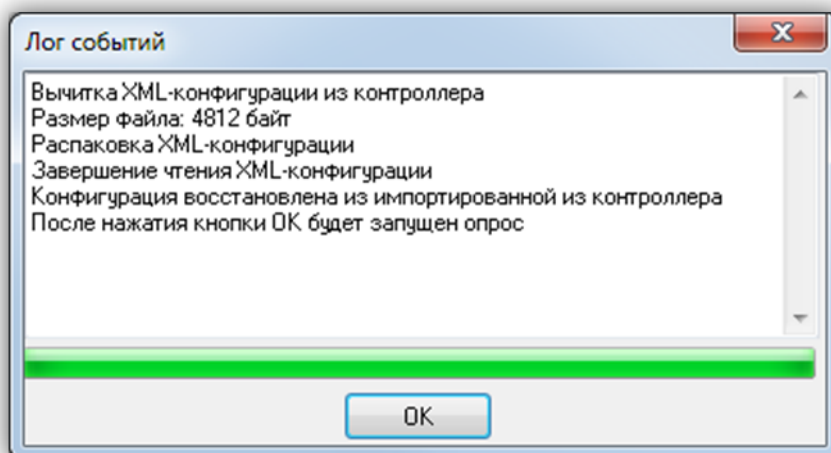 Лог событий
Вычитка XML-конфигурации из контроллера
Размер файла: 4812 байт
Распаковка XML-конфигурации
Завершение чтения XML-конфигурации
Конфигурация восстановлена из импортированной из контроллера
После нажатия кнопки ОК будет запущен опрос
ОК